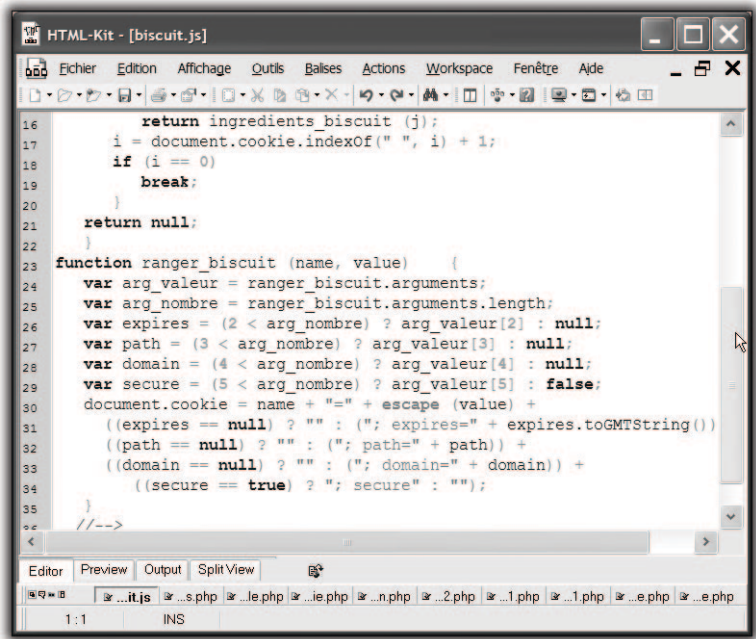 HTML-Kit - [biscuit.js]
Fichier Edition Affichage Outils Balises Actions Workspace Fenêtre Aide
16 return ingredients_biscuit (j);
17 i = document.cookie.indexOf(" ", i) + 1;
18 if (i == 0)
19 break;
20 }
21 return null;
22 }
23 function ranger_biscuit (name, value) {
24 var arg_valeur = ranger_biscuit.arguments;
25 var arg_nombre = ranger_biscuit.arguments.length;
26 var expires = (2 < arg_nombre) ? arg_valeur[2] : null;
27 var path = (3 < arg_nombre) ? arg_valeur[3] : null;
28 var domain = (4 < arg_nombre) ? arg_valeur[4] : null;
29 var secure = (5 < arg_nombre) ? arg_valeur[5] : false;
30 document.cookie = name + "=" + escape (value) +
31 ((expires == null) ? "" : ("; expires=" + expires.toGMTString())
32 ((path == null) ? "" : ("; path=" + path)) +
33 ((domain == null) ? "" : ("; domain=" + domain)) +
34 ((secure == true) ? "; secure" : "");
35 }
//-->
Editor Preview Output Split View
...it.js ...s.php ...le.php ...ie.php ...n.php ...2.php ...1.php ...1.php ...e.php ...e.php
1:1 INS